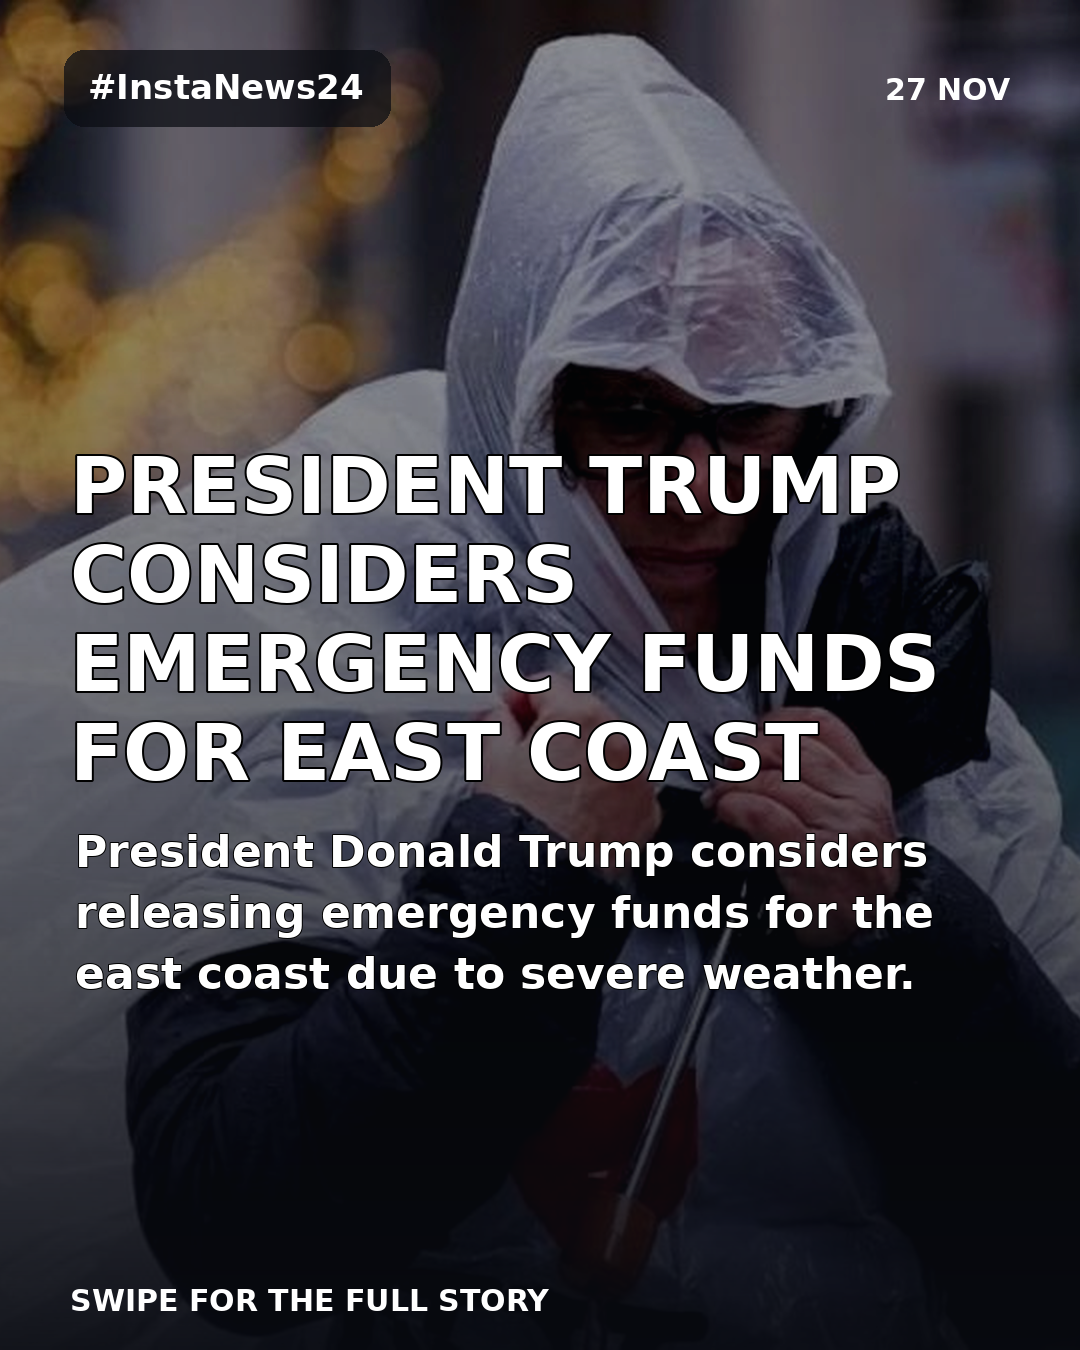 #InstaNews24
27 NOV
PRESIDENT TRUMP
CONSIDERS
EMERGENCY FUNDS
FOR EAST COAST
President Donald Trump considers
releasing emergency funds for the
east coast due to severe weather.
SWIPE FOR THE FULL STORY